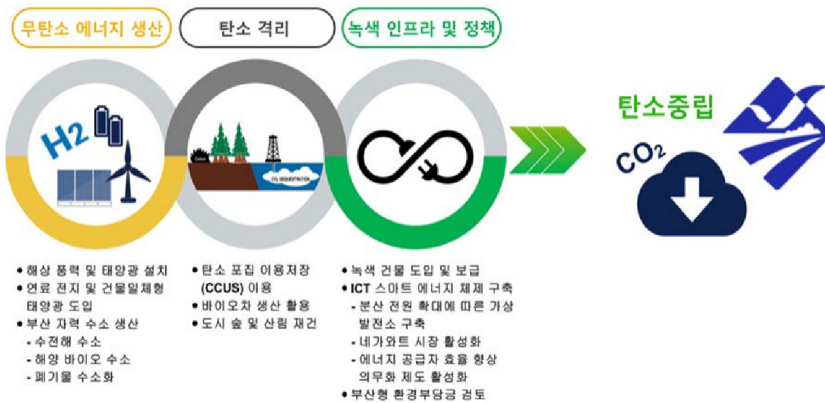 무탄소 에너지 생산
탄소 격리
녹색 인프라 및 정책
H2
CO₂ SEQUESTRATION
탄소중립
CO₂
• 해상 풍력 및 태양광 설치
• 연료 전지 및 건물일체형
태양광 도입
• 부산 자력 수소 생산
- 수전해 수소
- 해양 바이오 수소
- 폐기물 수소화
• 탄소 포집 이용저장
(CCUS) 이용
• 바이오차 생산 활용
• 도시 숲 및 산림 재건
• 녹색 건물 도입 및 보급
• ICT 스마트 에너지 체제 구축
- 분산 전원 확대에 따른 가상
발전소 구축
- 네가와트 시장 활성화
- 에너지 공급자 효율 향상
의무화 제도 활성화
• 부산형 환경부담금 검토